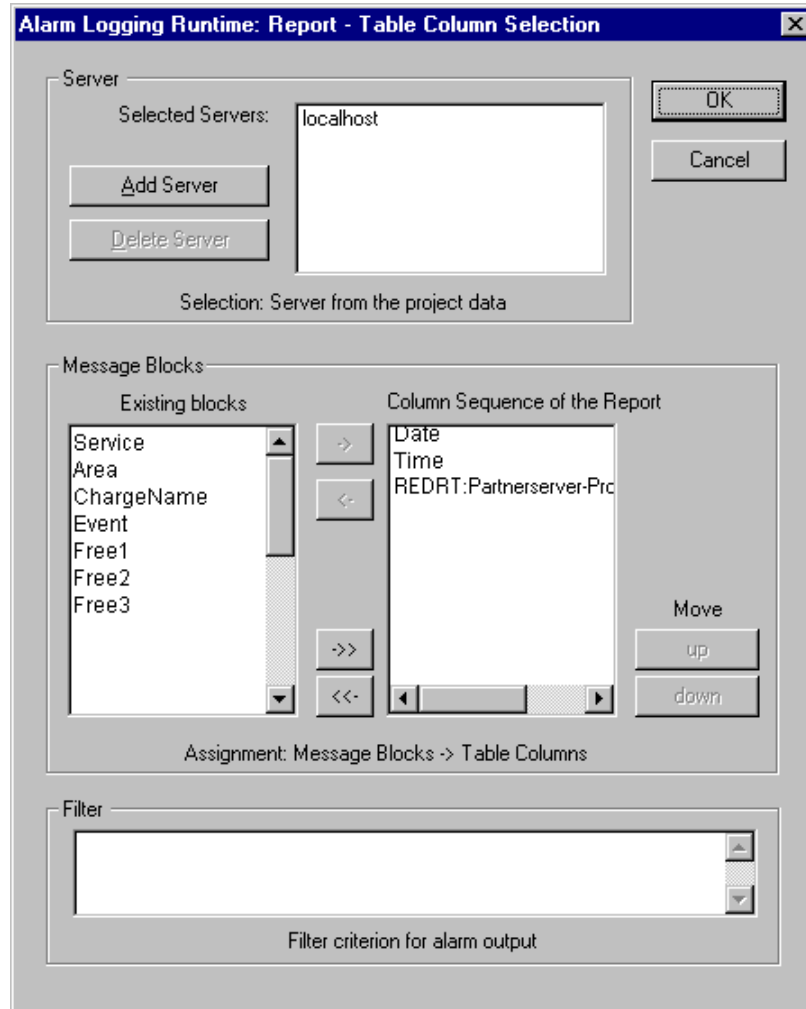 Alarm Logging Runtime: Report - Table Column Selection
Server
Selected Servers:
localhost
OK
Cancel
Add Server
Delete Server
Selection: Server from the project data
Message Blocks
Existing blocks
Column Sequence of the Report
Service
Area
ChargeName
Event
Free1
Free2
Free3
->
<-
->>
<<-
Date
Time
REDRT:Partnerserver-Pro
Move
up
down
Assignment: Message Blocks -> Table Columns
Filter
Filter criterion for alarm output